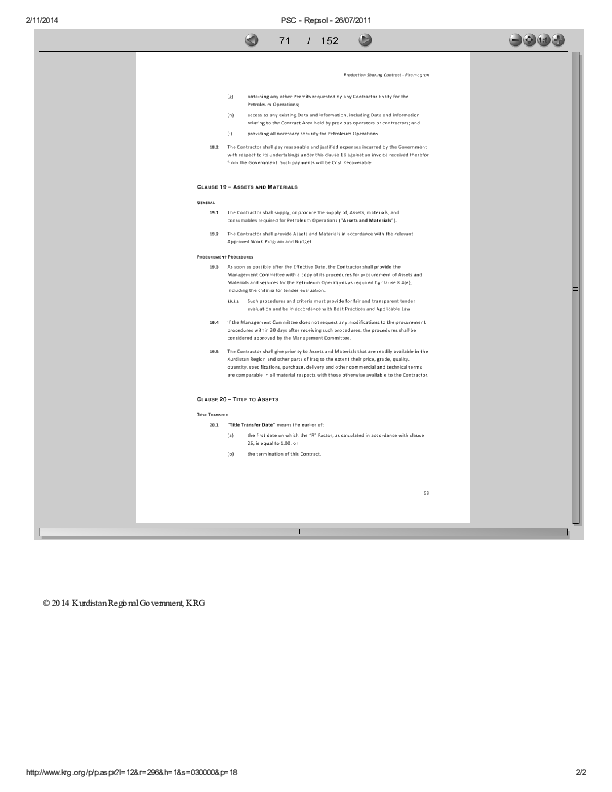 2/11/2014
PSC - Repsol - 26/07/2011
71 / 152
Production Sharing Contract -
(g) obtaining any other Permits requested by any Contractor Entity for the
Petroleum Operations;
(h) access to any existing Data and Information, including Data and Information
relating to the Contract Area held by previous operators or contractors; and
(i) providing all necessary security for Petroleum Operations.
18.2 The Contractor shall pay reasonable and justified expenses incurred by the Government
with respect to its undertakings under this clause 18 against an invoice received therefor
from the Government. Such payments will be Cost Recoverable.
CLAUSE 19 – ASSETS AND MATERIALS
GENERAL
19.1 The Contractor shall supply, or procure the supply of, Assets, materials, and
consumables required for Petroleum Operations ("Assets and Materials").
19.2 The Contractor shall provide Assets and Materials in accordance with the relevant
Approved Work Program and Budget.
PROCUREMENT PROCEDURES
19.3 As soon as possible after the Effective Date, the Contractor shall provide the
Management Committee with a copy of its procedures for procurement of Assets and
Materials and services for the Petroleum Operations as required by clause 8.4(e),
including the criteria for tender evaluation.
19.3.1 Such procedures and criteria must provide for fair and transparent tender
evaluation and be in accordance with Best Practices and Applicable Law.
19.4 If the Management Committee does not request any modifications to the procurement
procedures within 30 days after receiving such procedures, the procedures shall be
considered approved by the Management Committee.
19.5 The Contractor shall give priority to Assets and Materials that are readily available in the
Kurdistan Region and other parts of Iraq to the extent their price, grade, quality,
quantity, specifications, purchase, delivery and other commercial and technical terms
are comparable in all material respects with those otherwise available to the Contractor.
CLAUSE 20 – TITLE TO ASSETS
TITLE TRANSFER
20.1 "Title Transfer Date" means the earlier of:
(a) the first date on which the "R" Factor, as calculated in accordance with clause
25, is equal to 1.00; or
(b) the termination of this Contract.
59
© 2014 Kurdistan Regional Government, KRG
http://www.krg.org/p/p.aspx?l=12&r=296&h=1&s=030000&p=18
2/2